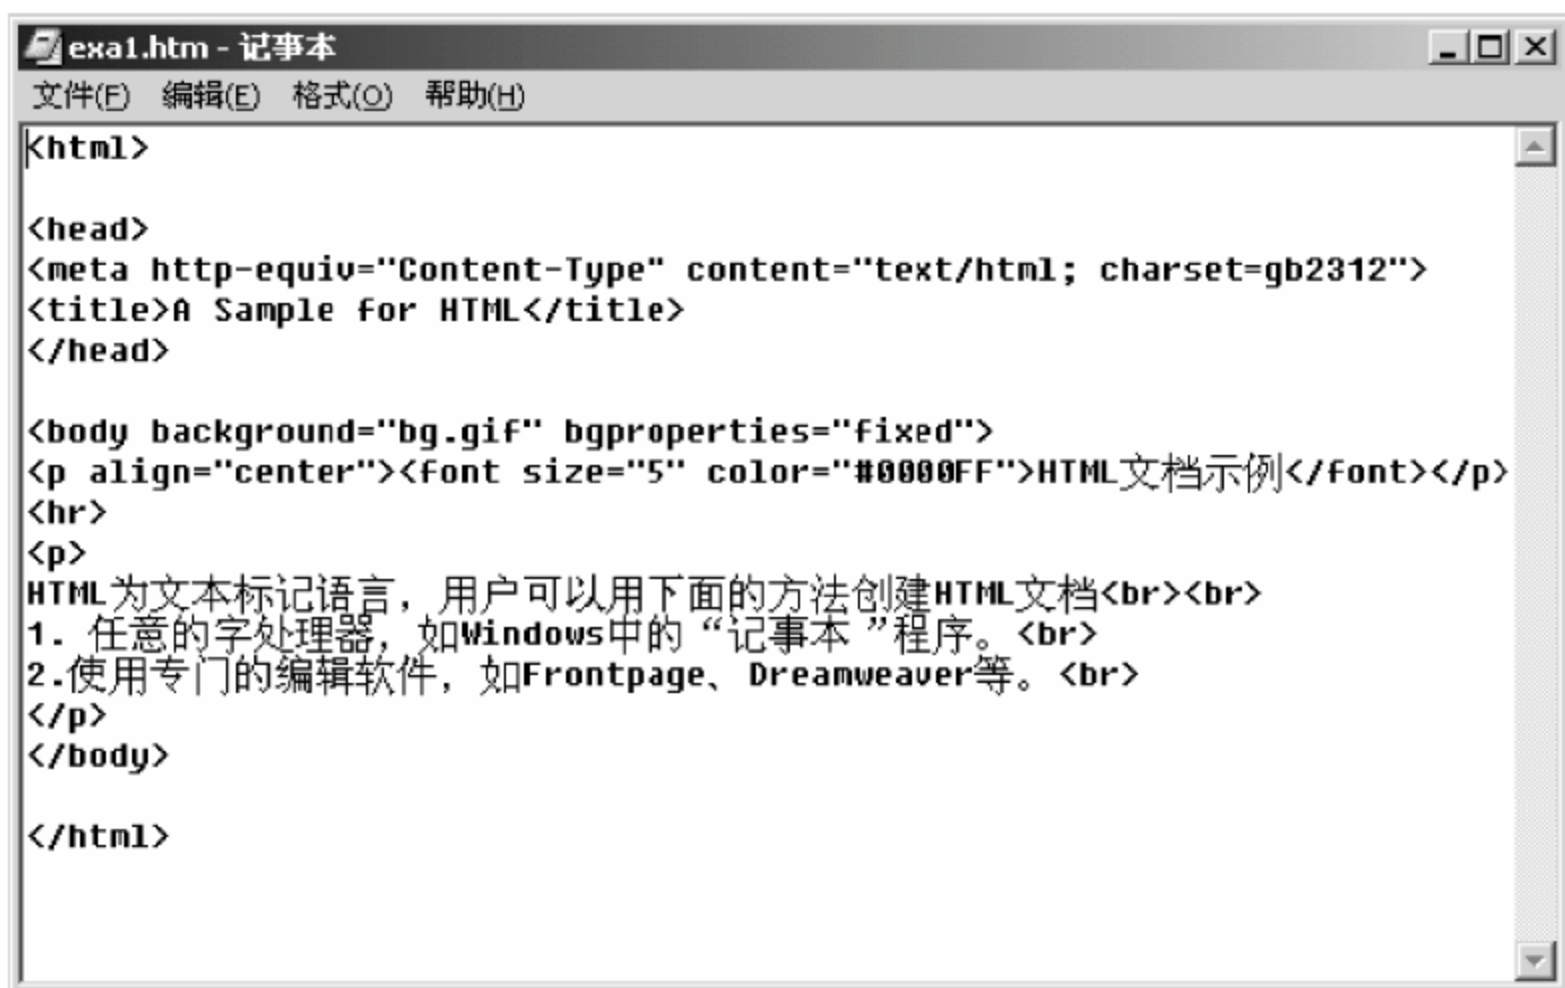 exa1.htm - 记事本
文件(F) 编辑(E) 格式(O) 帮助(H)
<html>
<head>
<meta http-equiv="Content-Type" content="text/html; charset=gb2312">
<title>A Sample for HTML</title>
</head>
<body background="bg.gif" bgproperties="fixed">
<p align="center"><font size="5" color="#0000FF">HTML文档示例</font></p>
<hr>
<p>
HTML为文本标记语言，用户可以用下面的方法创建HTML文档<br><br>
1. 任意的字处理器，如Windows中的“记事本 ”程序。<br>
2.使用专门的编辑软件，如Frontpage、Dreamweaver等。<br>
</p>
</body>
</html>